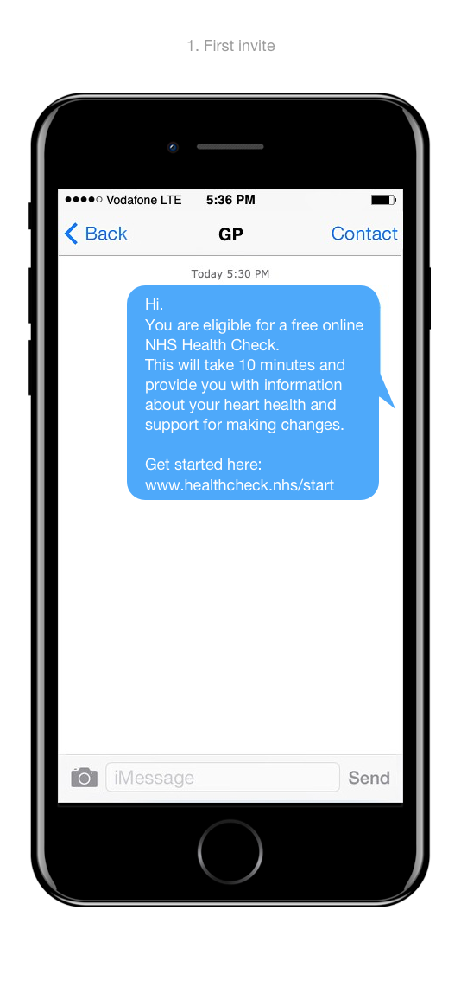 1. First invite
Vodafone LTE 5:36 PM
Back GP Contact
Today 5:30 PM
Hi.
You are eligible for a free online
NHS Health Check.
This will take 10 minutes and
provide you with information
about your heart health and
support for making changes.
Get started here:
www.healthcheck.nhs/start
iMessage Send